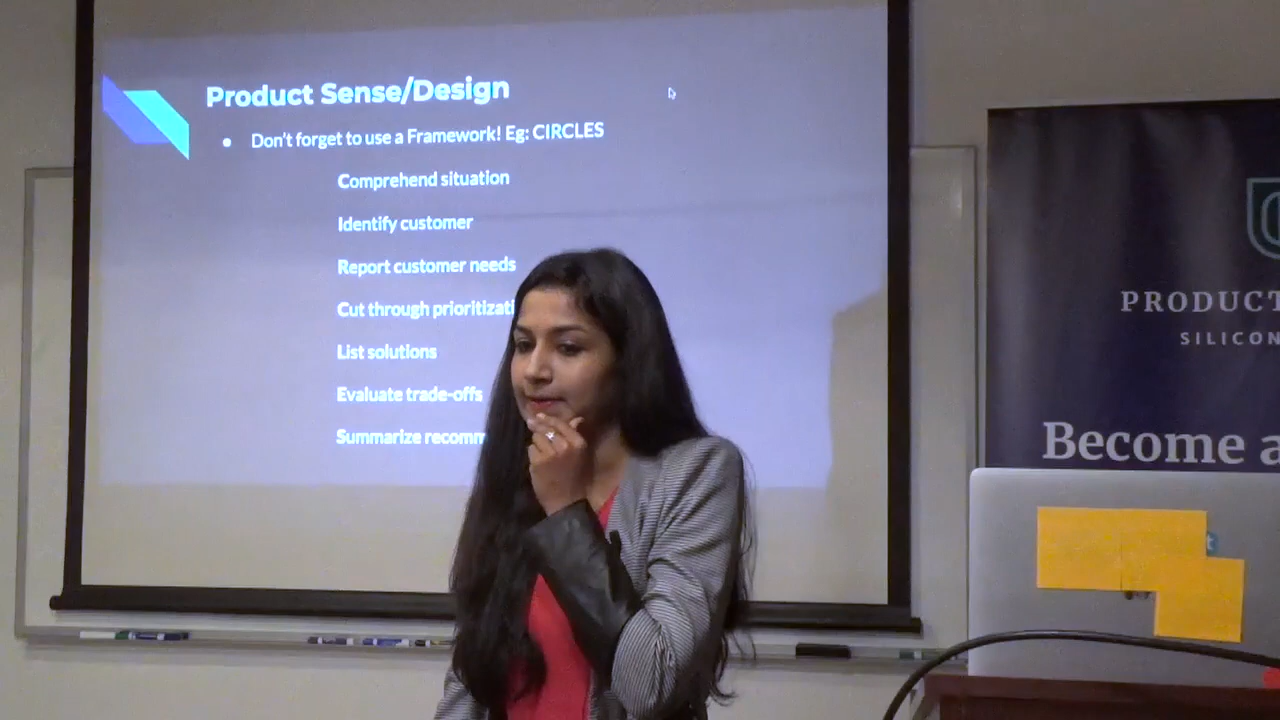 Product Sense/Design
● Don't forget to use a Framework! Eg: CIRCLES
Comprehend situation
Identify customer
Report customer needs
Cut through prioritizati
List solutions
Evaluate trade-offs
Summarize recomm
PRODUCT
SILICON
Become a
t